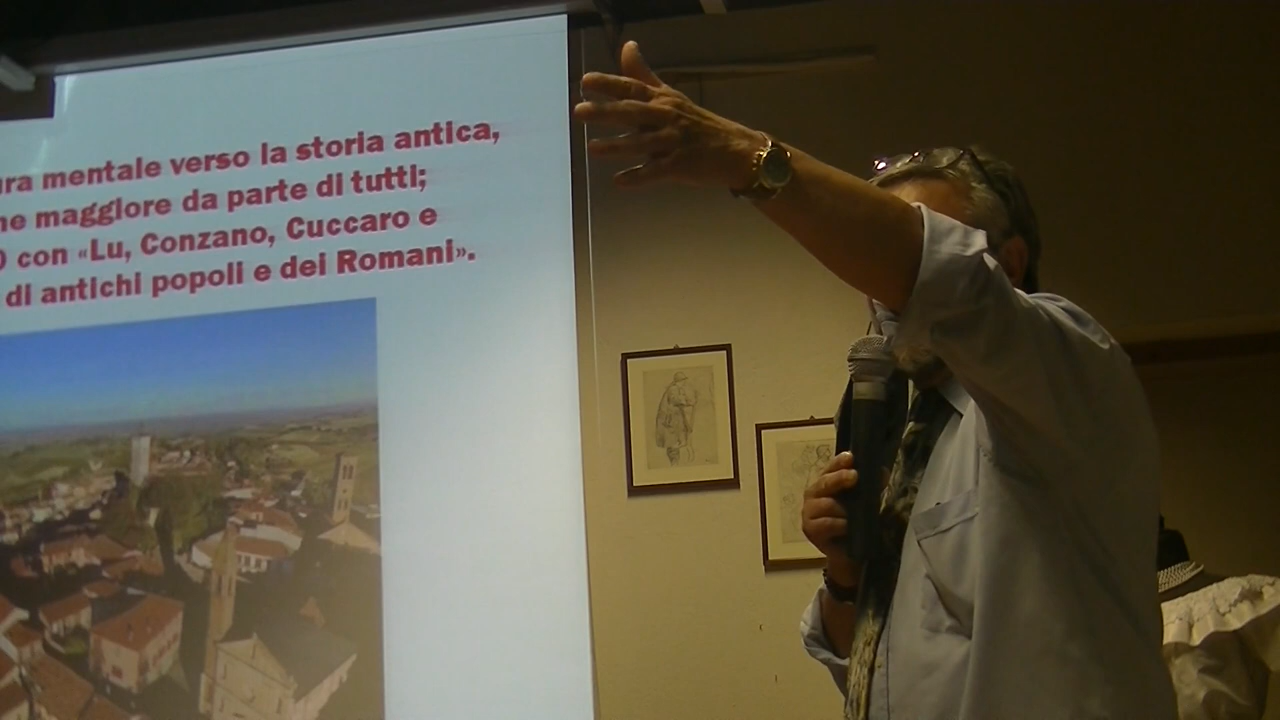 ura mentale verso la storia antica,
ne maggiore da parte di tutti;
0 con «Lu, Conzano, Cuccaro e
di antichi popoli e dei Romani».